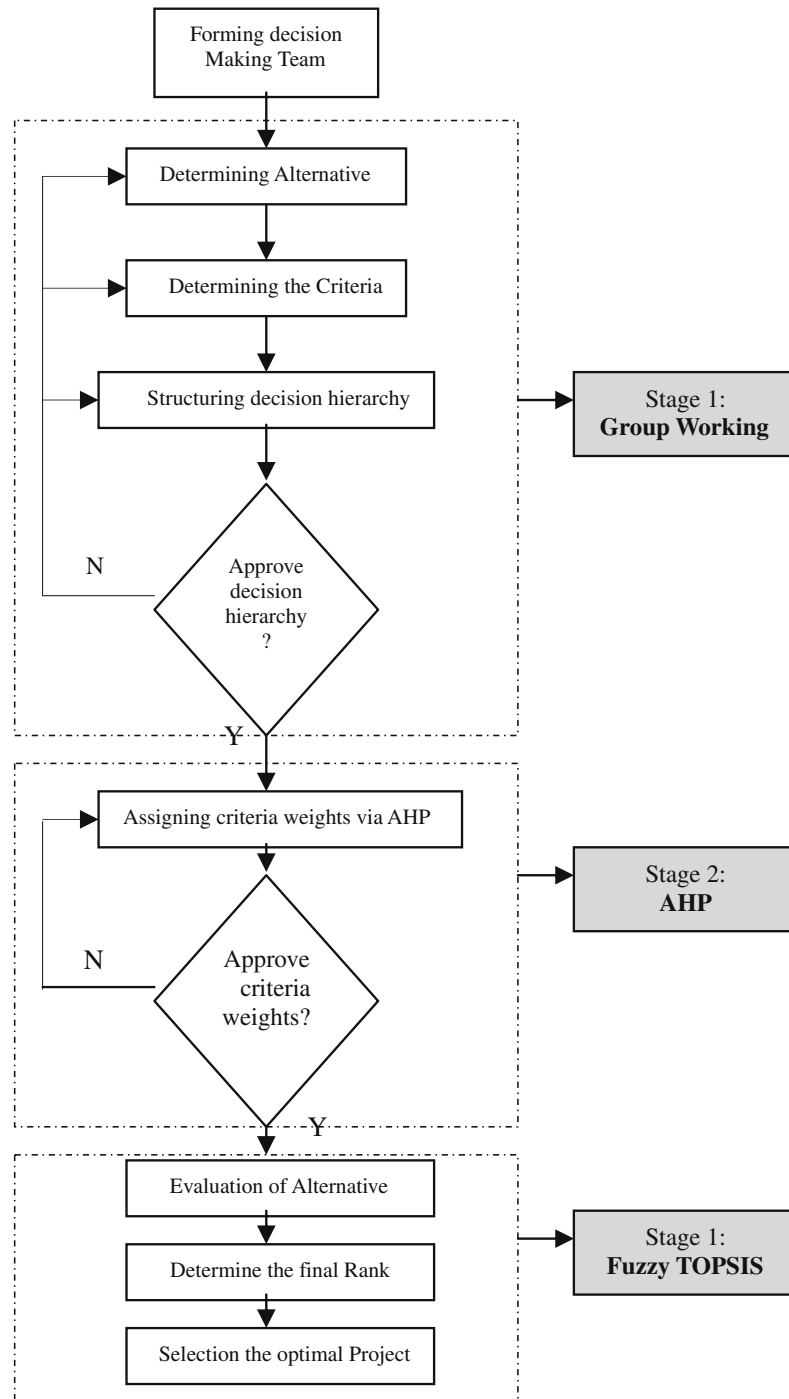 Forming decision
Making Team
Determining Alternative
Determining the Criteria
Structuring decision hierarchy
Stage 1:
Group Working
N
Approve
decision
hierarchy
?
Y
Assigning criteria weights via AHP
Stage 2:
AHP
N
Approve
criteria
weights?
Y
Evaluation of Alternative
Stage 1:
Fuzzy TOPSIS
Determine the final Rank
Selection the optimal Project